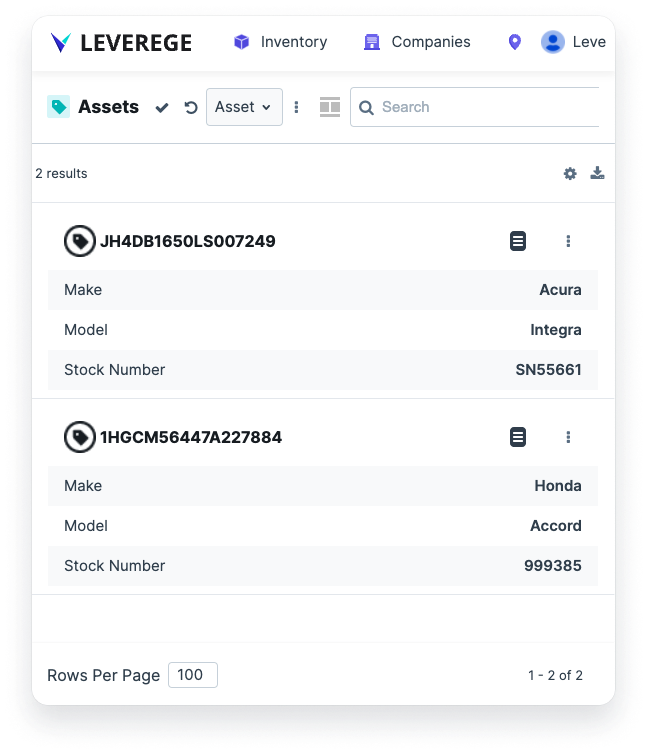 LEVEREGE Inventory Companies Leve
Assets Asset Search
2 results
JH4DB1650LS007249
Make Acura
Model Integra
Stock Number SN55661
1HGCM56447A227884
Make Honda
Model Accord
Stock Number 999385
Rows Per Page 100 1 - 2 of 2